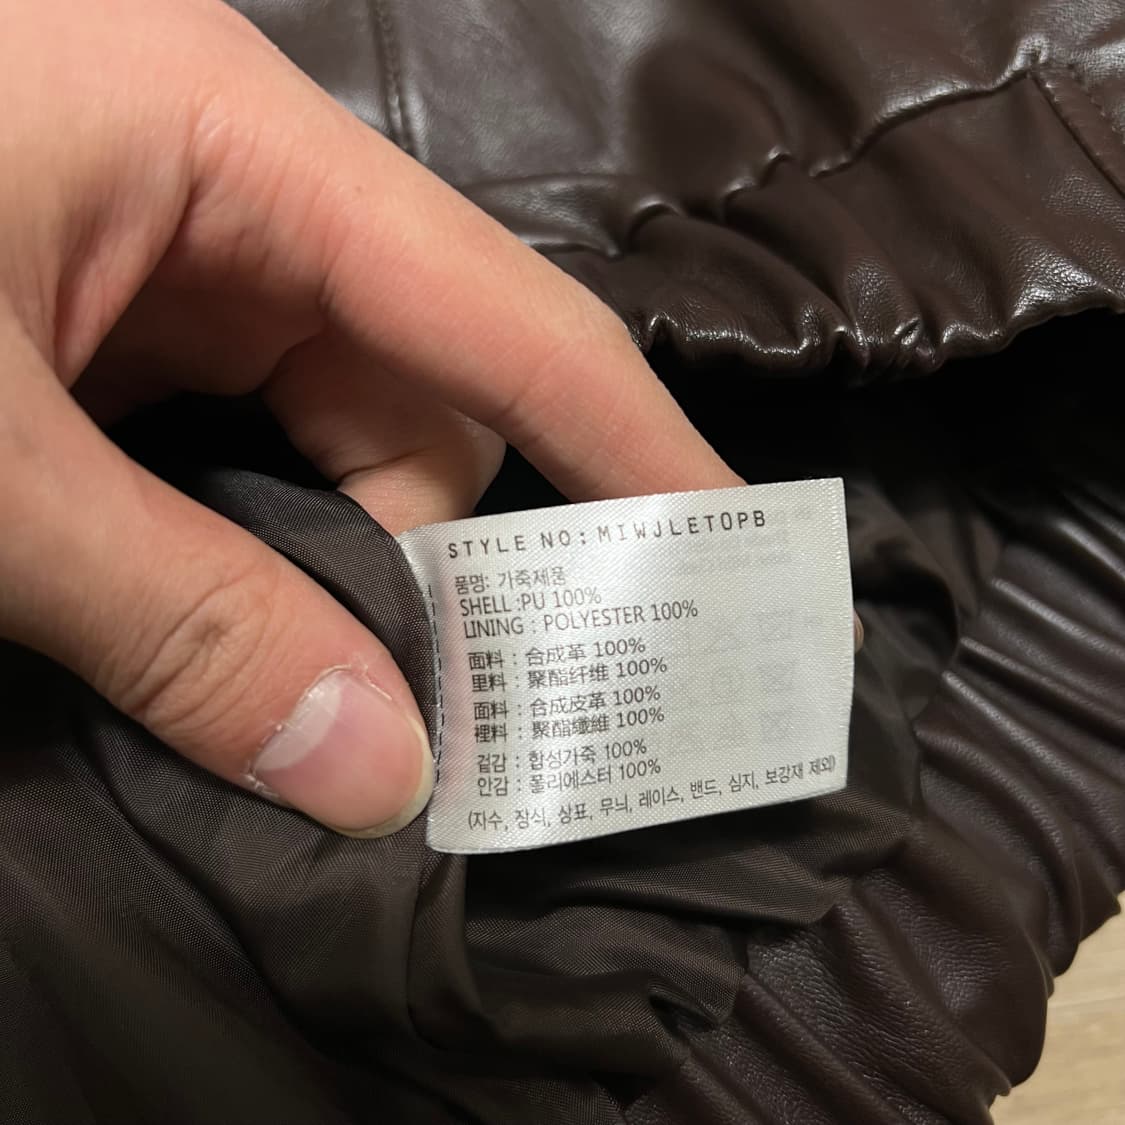 STYLE NO:MIWJLETOPB
품명: 가죽제품
SHELL :PU 100%
LINING : POLYESTER 100%
面料 : 合成革 100%
里料 : 聚酯纤维 100%
面料 : 合成皮革 100%
裡料 : 聚酯纖維 100%
겉감 : 합성가죽 100%
안감 : 폴리에스터 100%
(자수, 장식, 상표, 무늬, 레이스, 밴드, 심지, 보강재 제외)